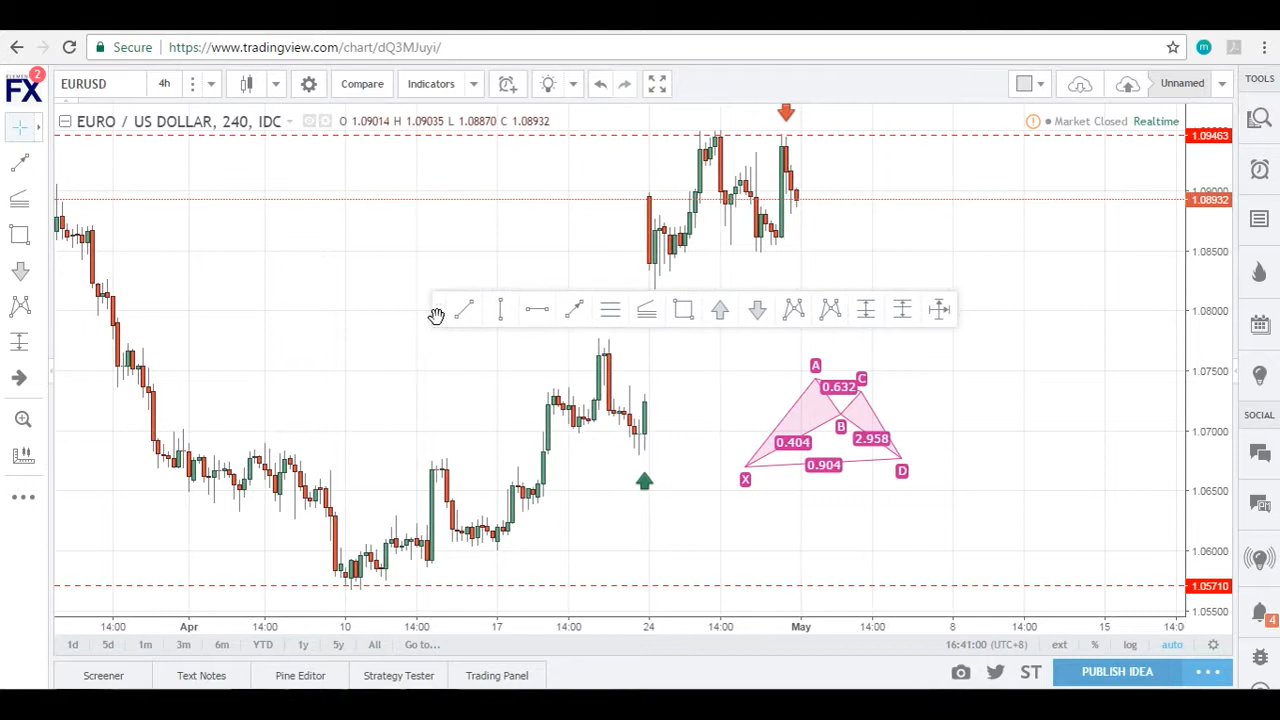 Secure
https://www.tradingview.com/chart/dQ3MJuyi/
m
ELEMENT
FX
2
EURUSD
4h
Compare
Indicators
Unnamed
TOOLS
EURO / US DOLLAR, 240, IDC
O 1.09014 H 1.09035 L 1.08870 C 1.08932
Market Closed
Realtime
1.09463
1.09000
1.08932
1.08500
1.08000
1.07500
1.07000
1.06500
1.06000
1.05710
1.05500
A
0.632
C
B
0.404
2.958
0.904
X
D
14:00
Apr
14:00
10
14:00
17
14:00
24
14:00
May
14:00
8
14:00
15
14:0
SOCIAL
4
1d
5d
1m
3m
6m
YTD
1y
5y
All
Go to...
16:41:00 (UTC+8)
ext
%
log
auto
Screener
Text Notes
Pine Editor
Strategy Tester
Trading Panel
ST
PUBLISH IDEA